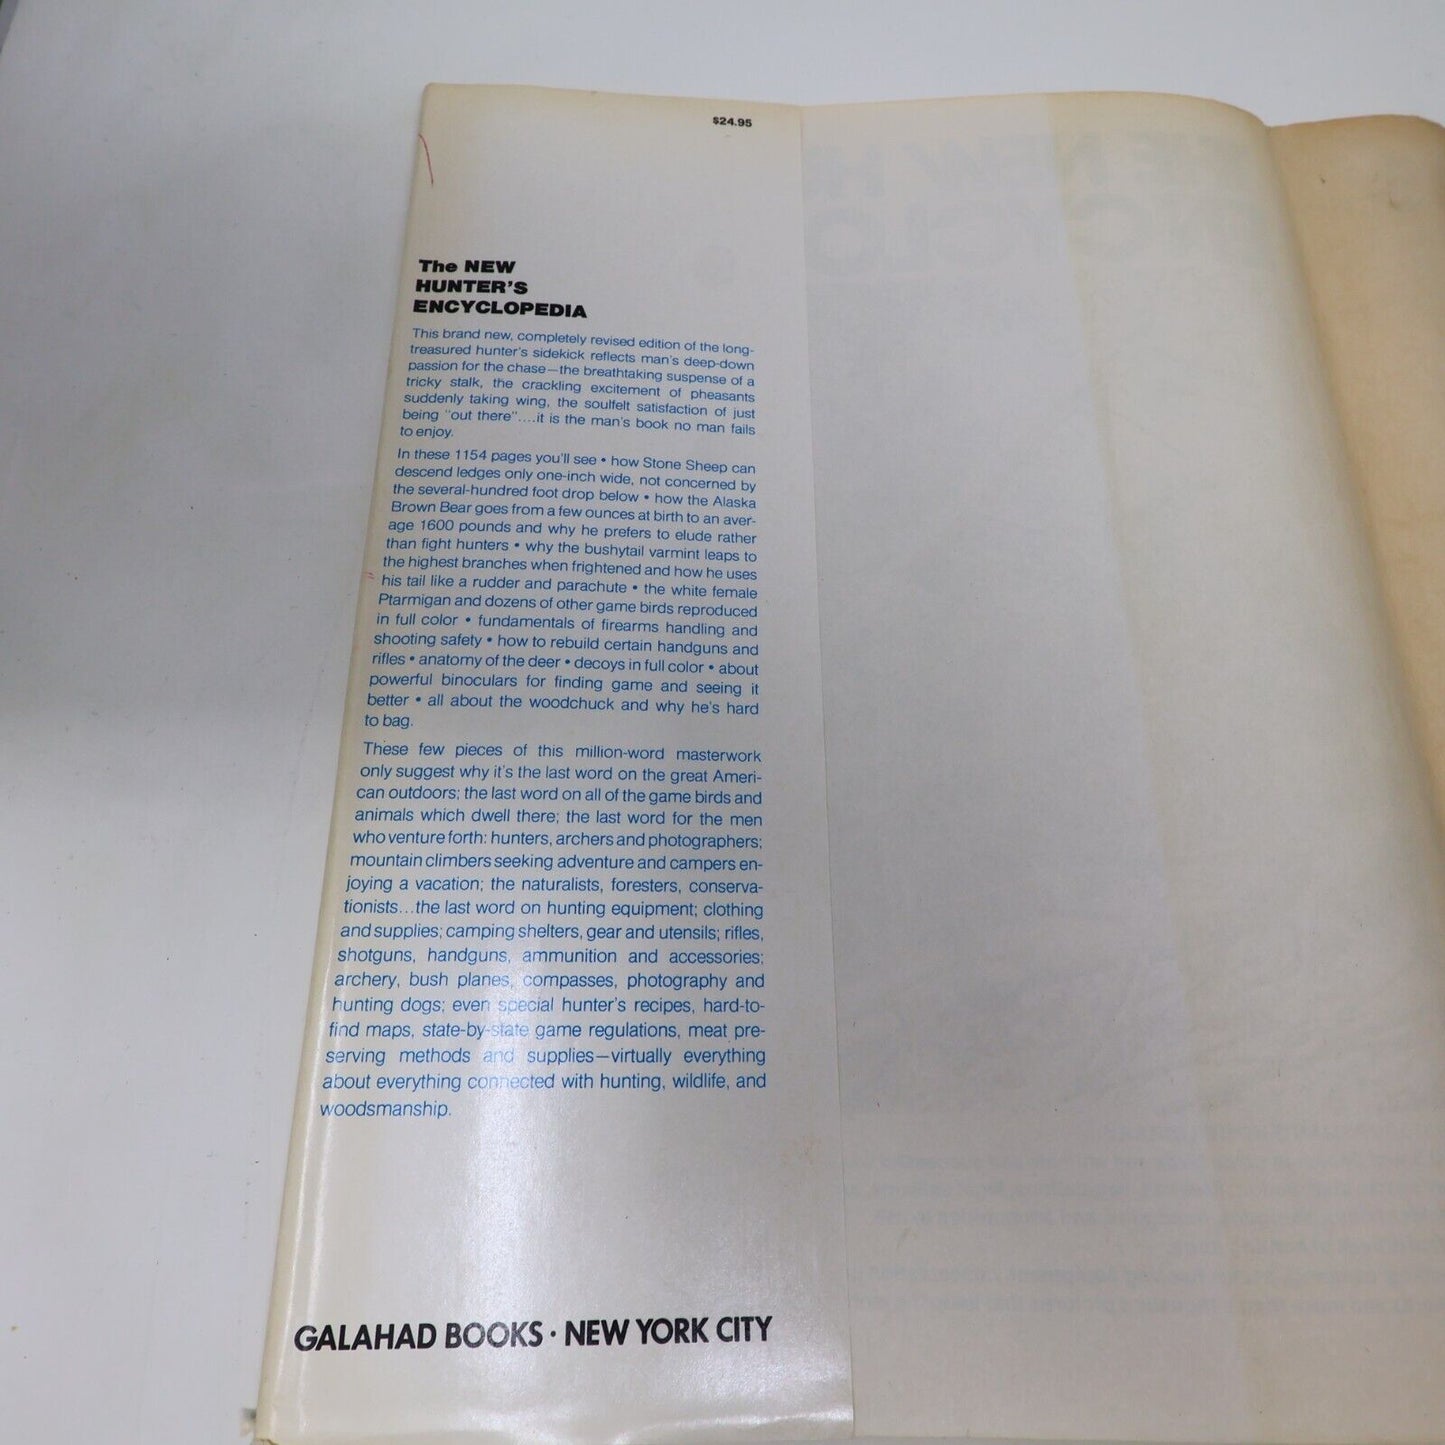 $24.95
The NEW
HUNTER'S
ENCYCLOPEDIA
This brand new, completely revised edition of the long-
treasured hunter's sidekick reflects man's deep-down
passion for the chase—the breathtaking suspense of a
tricky stalk, the crackling excitement of pheasants
suddenly taking wing, the soulfelt satisfaction of just
being "out there"....it is the man's book no man fails
to enjoy.
In these 1154 pages you'll see • how Stone Sheep can
descend ledges only one-inch wide, not concerned by
the several-hundred foot drop below • how the Alaska
Brown Bear goes from a few ounces at birth to an aver-
age 1600 pounds and why he prefers to elude rather
than fight hunters • why the bushytail varmint leaps to
the highest branches when frightened and how he uses
his tail like a rudder and parachute • the white female
Ptarmigan and dozens of other game birds reproduced
in full color • fundamentals of firearms handling and
shooting safety • how to rebuild certain handguns and
rifles • anatomy of the deer • decoys in full color • about
powerful binoculars for finding game and seeing it
better • all about the woodchuck and why he's hard
to bag.
These few pieces of this million-word masterwork
only suggest why it's the last word on the great Ameri-
can outdoors; the last word on all of the game birds and
animals which dwell there; the last word for the men
who venture forth: hunters, archers and photographers;
mountain climbers seeking adventure and campers en-
joying a vacation; the naturalists, foresters, conserva-
tionists...the last word on hunting equipment; clothing
and supplies; camping shelters, gear and utensils; rifles,
shotguns, handguns, ammunition and accessories;
archery, bush planes, compasses, photography and
hunting dogs; even special hunter's recipes, hard-to-
find maps, state-by-state game regulations, meat pre-
serving methods and supplies—virtually everything
about everything connected with hunting, wildlife, and
woodsmanship.
GALAHAD BOOKS • NEW YORK CITY